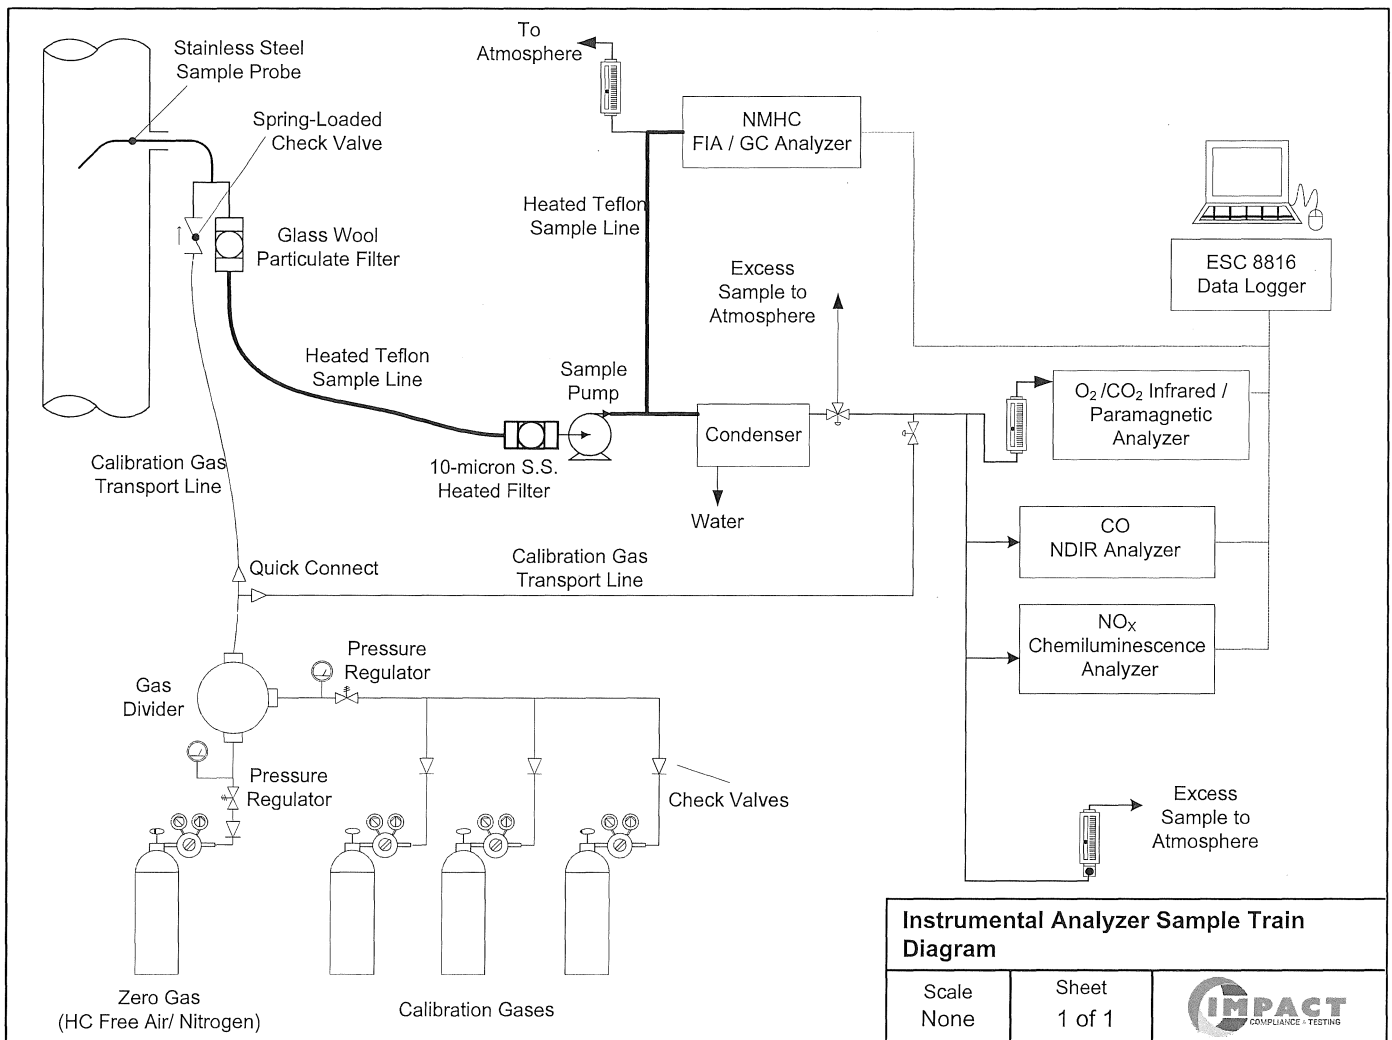 Stainless Steel
Sample Probe
Spring-Loaded
Check Valve
Glass Wool
Particulate Filter
Heated Teflon
Sample Line
To
Atmosphere
NMHC
FIA / GC Analyzer
Heated Teflon
Sample Line
Excess
Sample to
Atmosphere
ESC 8816
Data Logger
Sample
Pump
Condenser
O2 /CO2 Infrared /
Paramagnetic
Analyzer
10-micron S.S.
Heated Filter
Water
Calibration Gas
Transport Line
CO
NDIR Analyzer
Quick Connect
Calibration Gas
Transport Line
NOX
Chemiluminescence
Analyzer
Gas
Divider
Pressure
Regulator
Pressure
Regulator
Check Valves
Excess
Sample to
Atmosphere
Zero Gas
(HC Free Air/ Nitrogen)
Calibration Gases
Instrumental Analyzer Sample Train
Diagram
Scale
None
Sheet
1 of 1
IMPACT
COMPLIANCE & TESTING